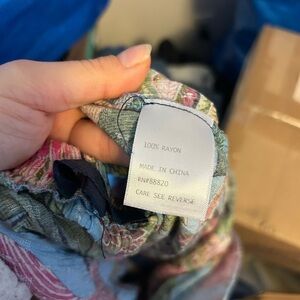 100% RAYON
MADE IN CHINA
RN#88820
CARE SEE REVERSE